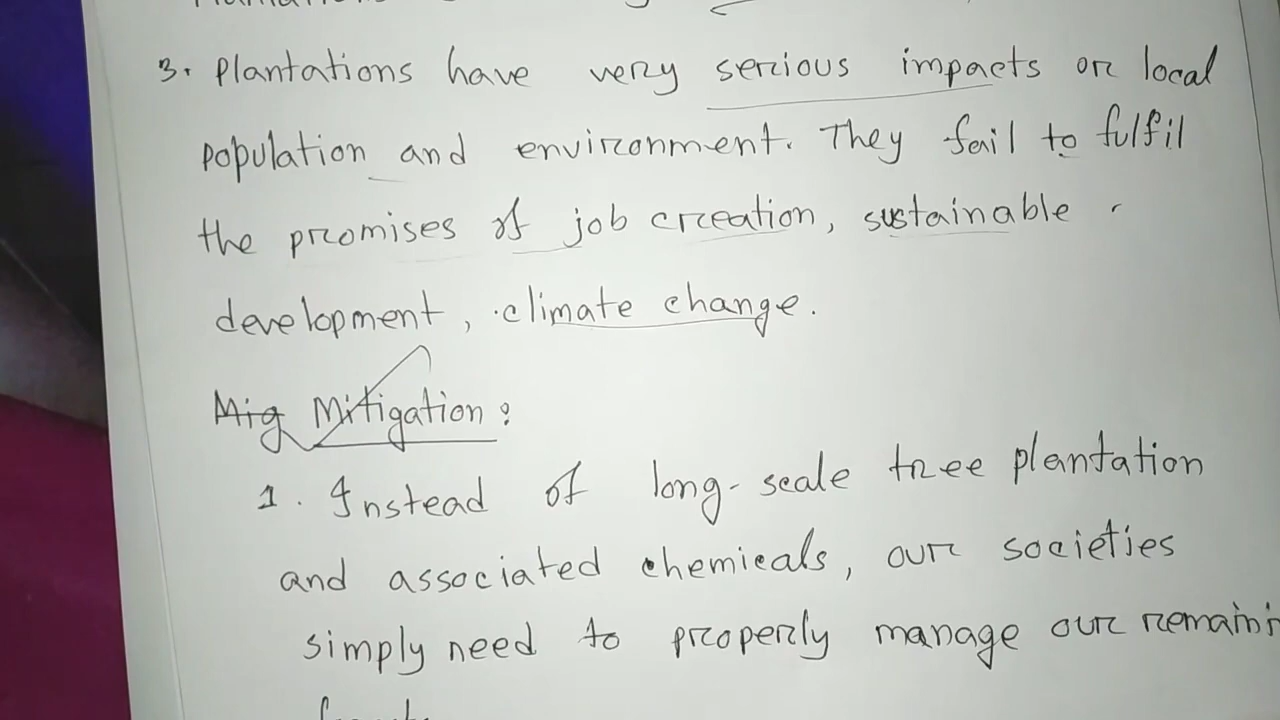 3. Plantations have very serious impacts on local
population and environment. They fail to fulfil
the promises of job creation, sustainable
development, climate change.
Mig Mitigation:
1. Instead of long-scale tree plantation
and associated chemicals, our societies
simply need to properly manage our remaini